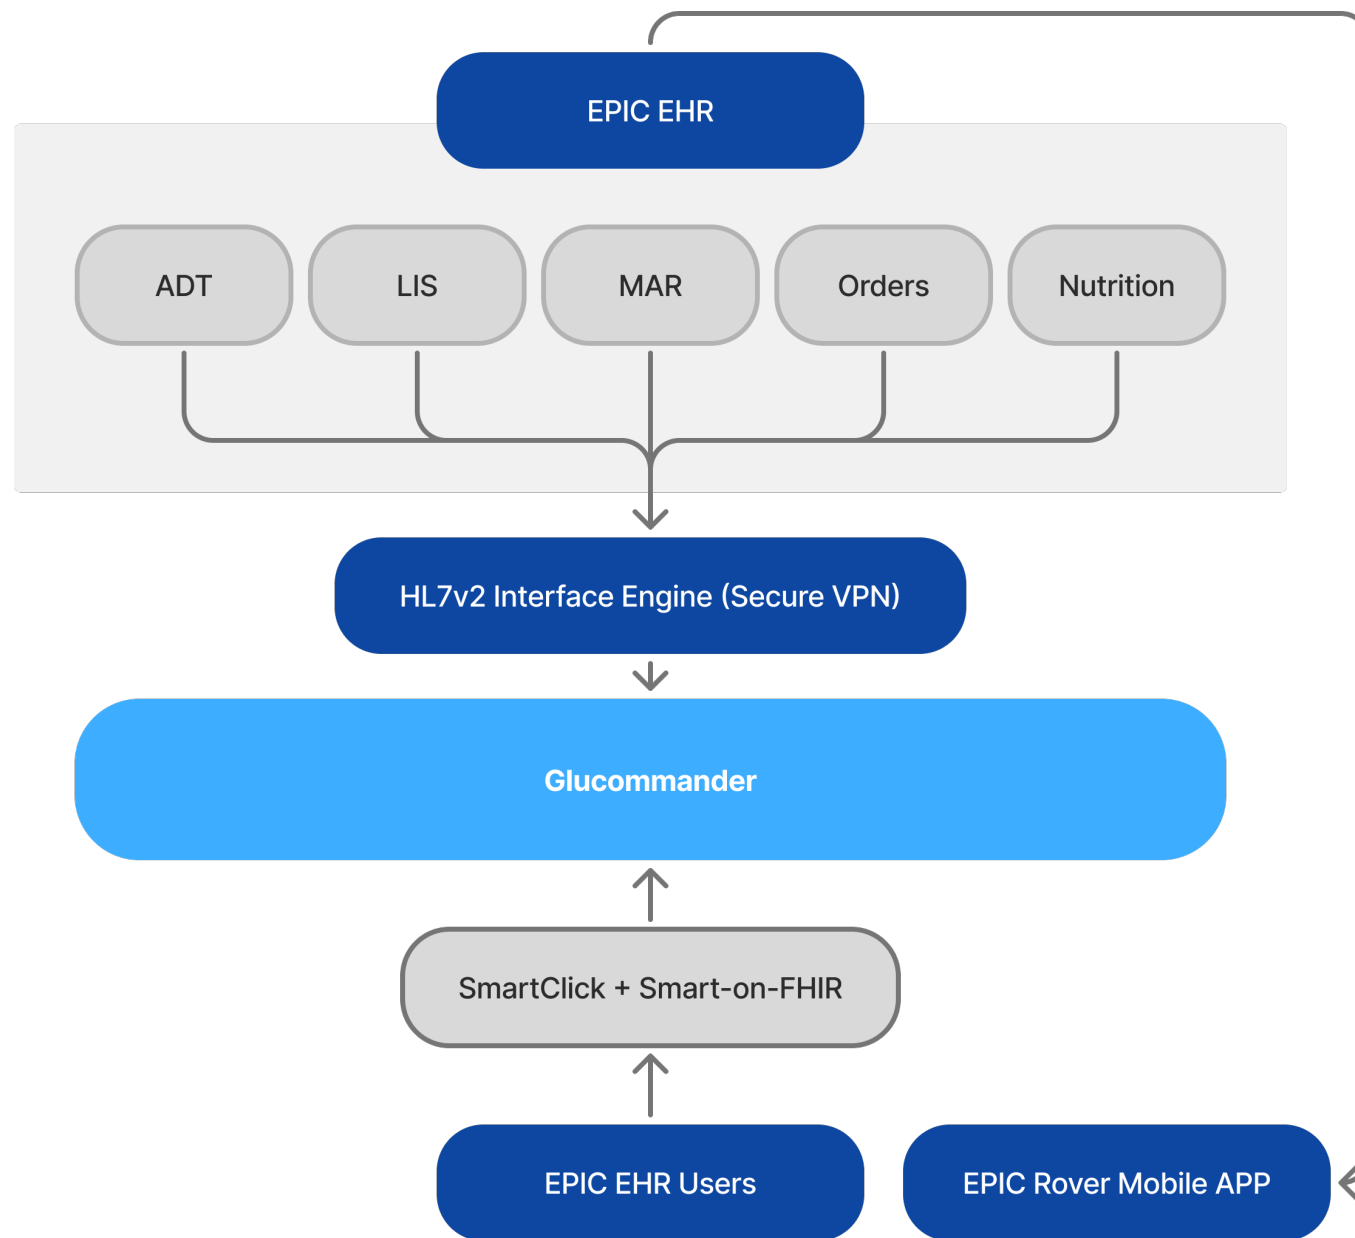 EPIC EHR
ADT
LIS
MAR
Orders
Nutrition
HL7v2 Interface Engine (Secure VPN)
Glucommander
SmartClick + Smart-on-FHIR
EPIC EHR Users
EPIC Rover Mobile APP